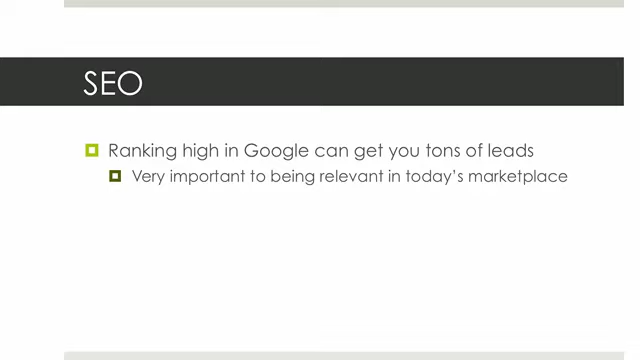 SEO
Ranking high in Google can get you tons of leads
Very important to being relevant in today’s marketplace